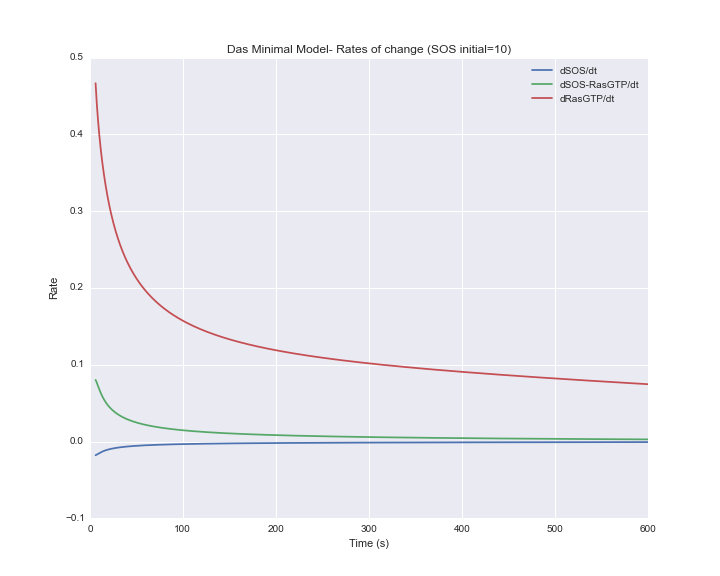 Das Minimal Model- Rates of change (SOS initial=10)
dSOS/dt
dSOS-RasGTP/dt
dRasGTP/dt
0.5
0.4
0.3
0.2
0.1
0.0
−0.1
Rate
0 100 200 300 400 500 600
Time (s)